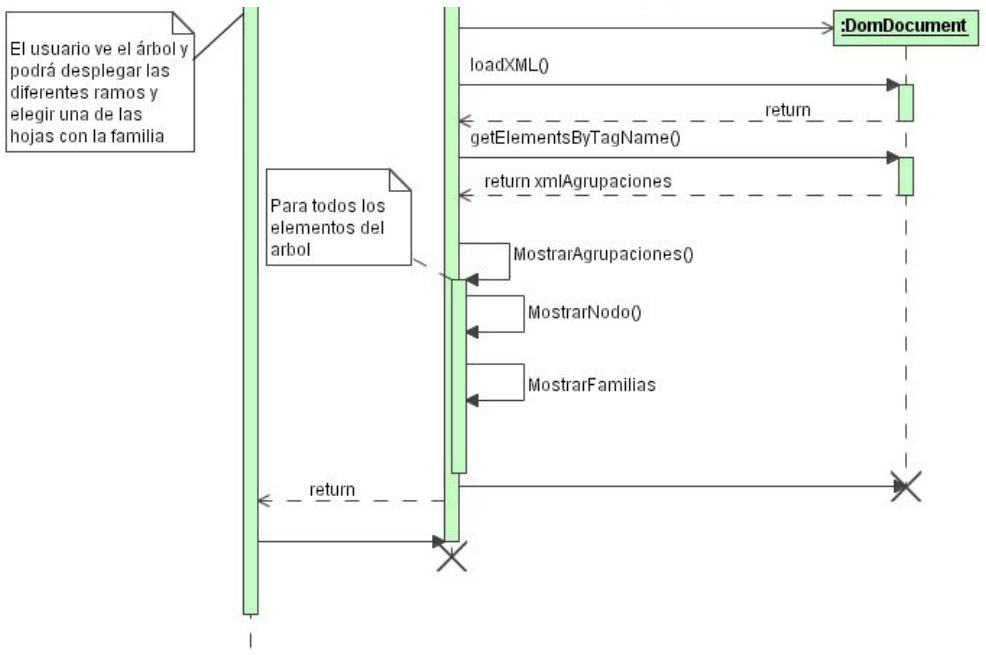 :DomDocument
El usuario ve el árbol y
podrá desplegar las
diferentes ramos y
elegir una de las
hojas con la familia
loadXML()
return
getElementsByTagName()
return xmlAgrupaciones
Para todos los
elementos del
arbol
MostrarAgrupaciones()
MostrarNodo()
MostrarFamilias
return